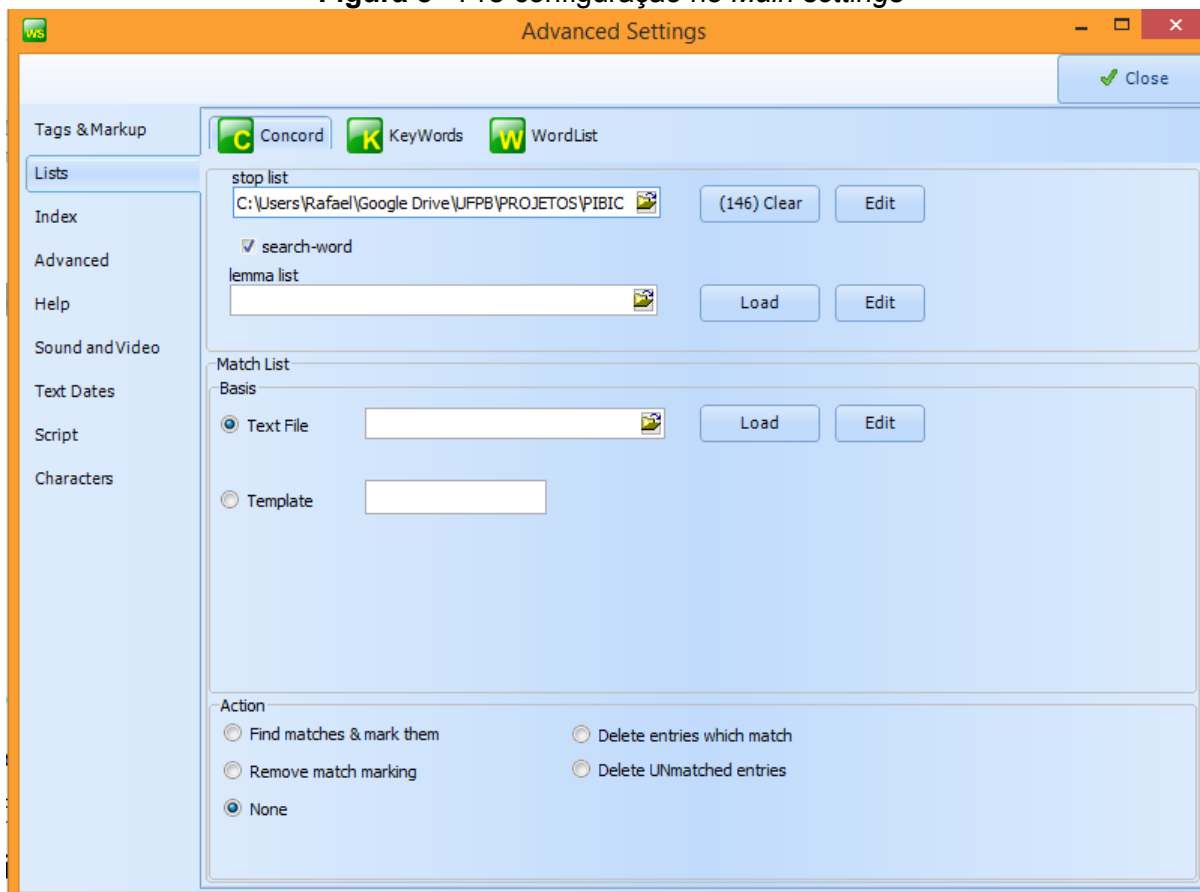 WS
Advanced Settings
Close
Tags & Markup
Lists
Index
Advanced
Help
Sound and Video
Text Dates
Script
Characters
C Concord K KeyWords W WordList
stop list
C:\Users\Rafael\Google Drive\UFPB\PROJETOS\PIBIC (146) Clear Edit
search-word
lemma list
Load Edit
Match List
Basis
Text File Load Edit
Template
Action
Find matches & mark them Delete entries which match
Remove match marking Delete UNmatched entries
None